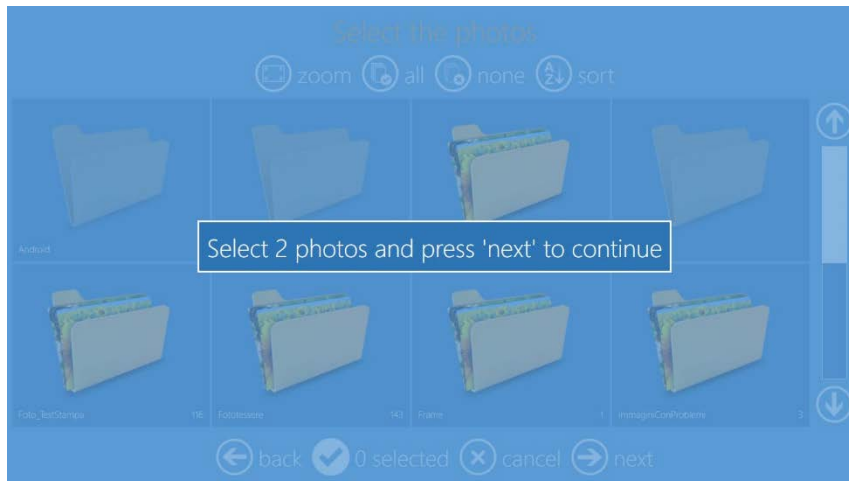 Select the photos
zoom all none A Z sort
Android
Select 2 photos and press 'next' to continue
Foto_TestStampa 116 Fototessere 143 Frame 1 ImmaginiConProblemi 3
back 0 selected cancel next